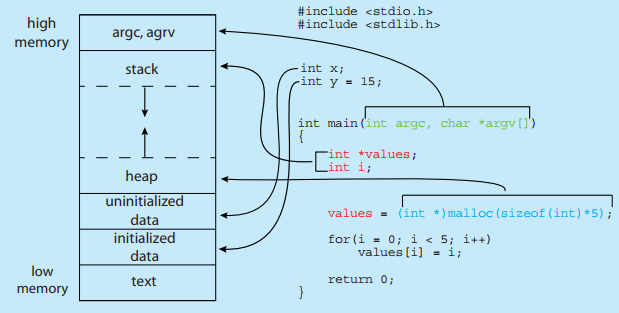 high
memory
argc, agrv
stack
heap
uninitialized
data
initialized
data
low
memory
text
#include <stdio.h>
#include <stdlib.h>
int x;
int y = 15;
int main(int argc, char *argv[])
{
int *values;
int i;
values = (int *)malloc(sizeof(int)*5);
for(i = 0; i < 5; i++)
values[i] = i;
return 0;
}